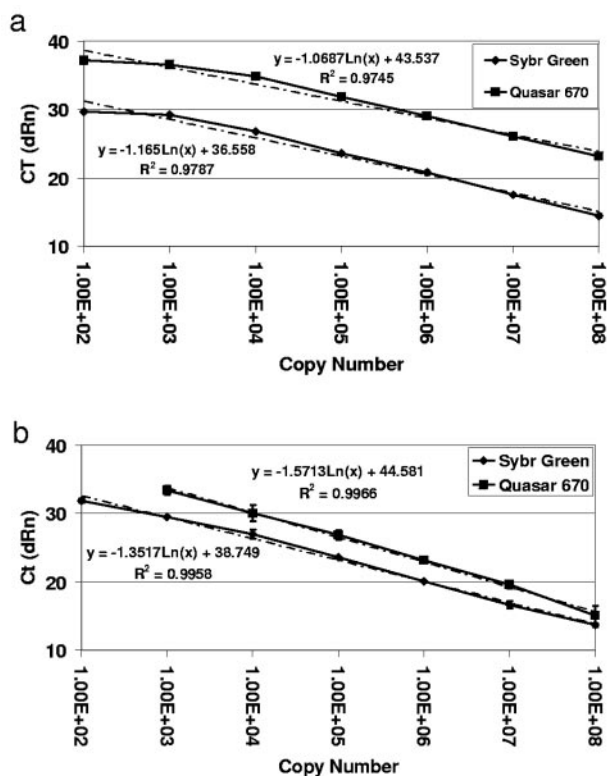 a
40
30
20
10
CT (dRn)
y = -1.0687Ln(x) + 43.537
R² = 0.9745
Sybr Green
Quasar 670
y = -1.165Ln(x) + 36.558
R² = 0.9787
1.00E+02
1.00E+03
1.00E+04
1.00E+05
1.00E+06
1.00E+07
1.00E+08
Copy Number
b
40
30
20
10
Ct (dRn)
y = -1.5713Ln(x) + 44.581
R² = 0.9966
Sybr Green
Quasar 670
y = -1.3517Ln(x) + 38.749
R² = 0.9958
1.00E+02
1.00E+03
1.00E+04
1.00E+05
1.00E+06
1.00E+07
1.00E+08
Copy Number